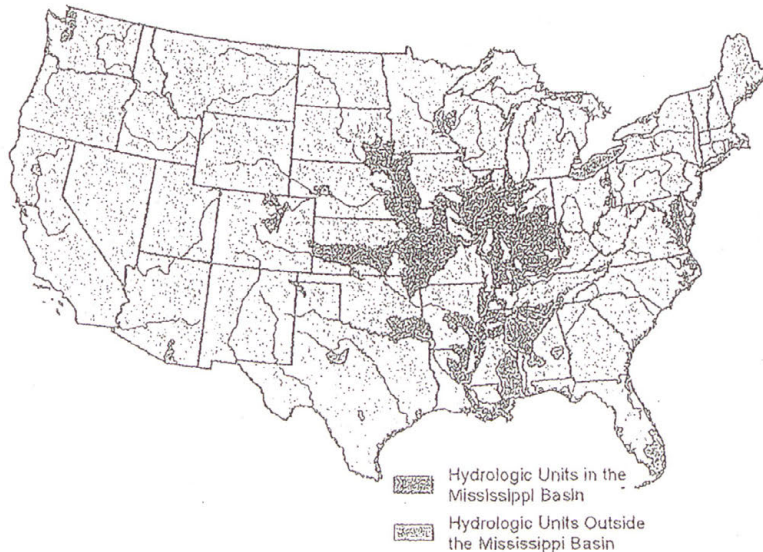 Hydrologic Units in the
Mississippi Basin
Hydrologic Units Outside
the Mississippi Basin